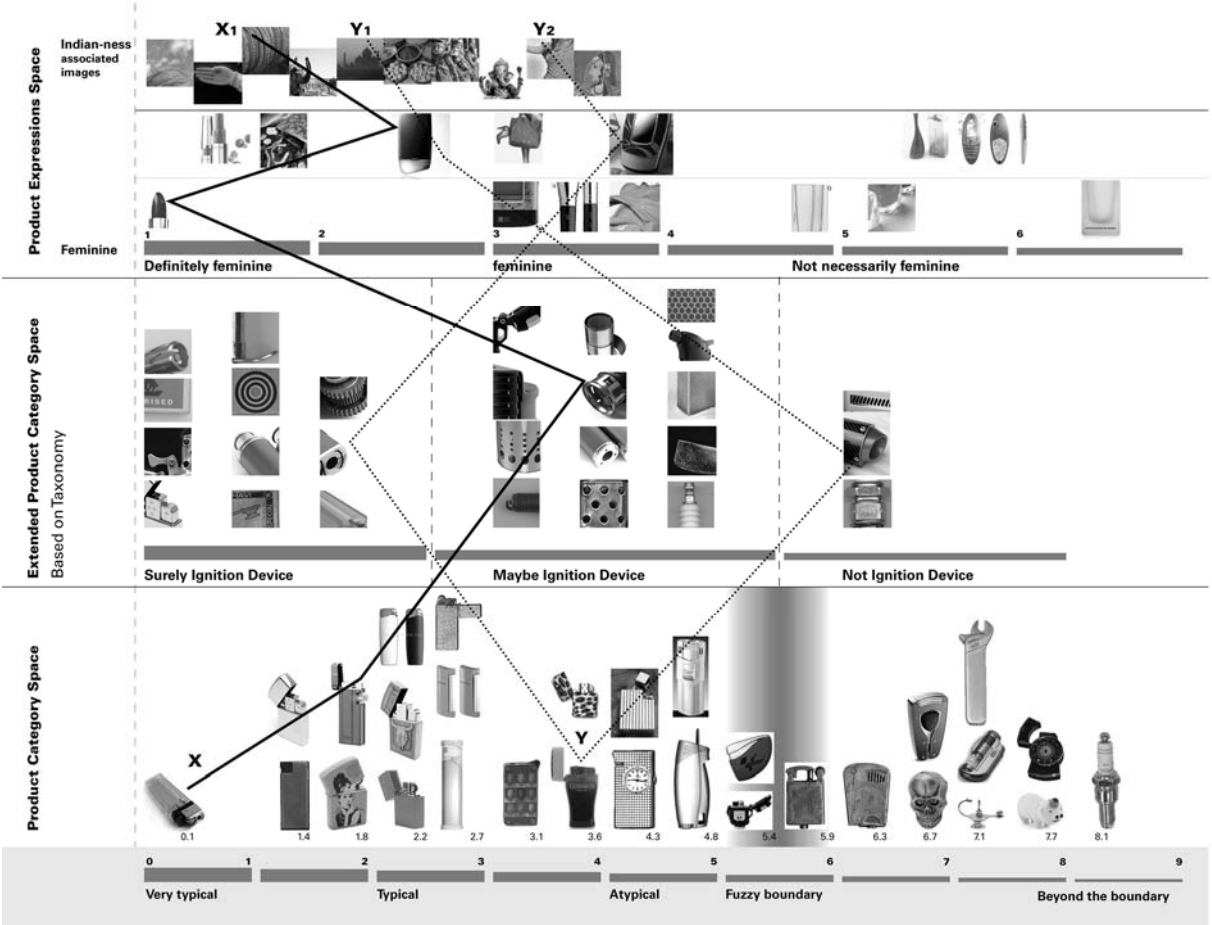 X1
Y1
Y2
Indian-ness
associated
images
Product Expressions Space
Feminine
1
2
3
4
5
6
Definitely feminine
feminine
Not necessarily feminine
Extended Product Category Space
Based on Taxonomy
RISED
Surely Ignition Device
Maybe Ignition Device
Not Ignition Device
Product Category Space
X
Y
0.1
1.4
1.8
2.2
2.7
3.1
3.6
4.3
4.8
5.4
5.9
6.3
6.7
7.1
7.7
8.1
0
1
2
3
4
5
6
7
8
9
Very typical
Typical
Atypical
Fuzzy boundary
Beyond the boundary